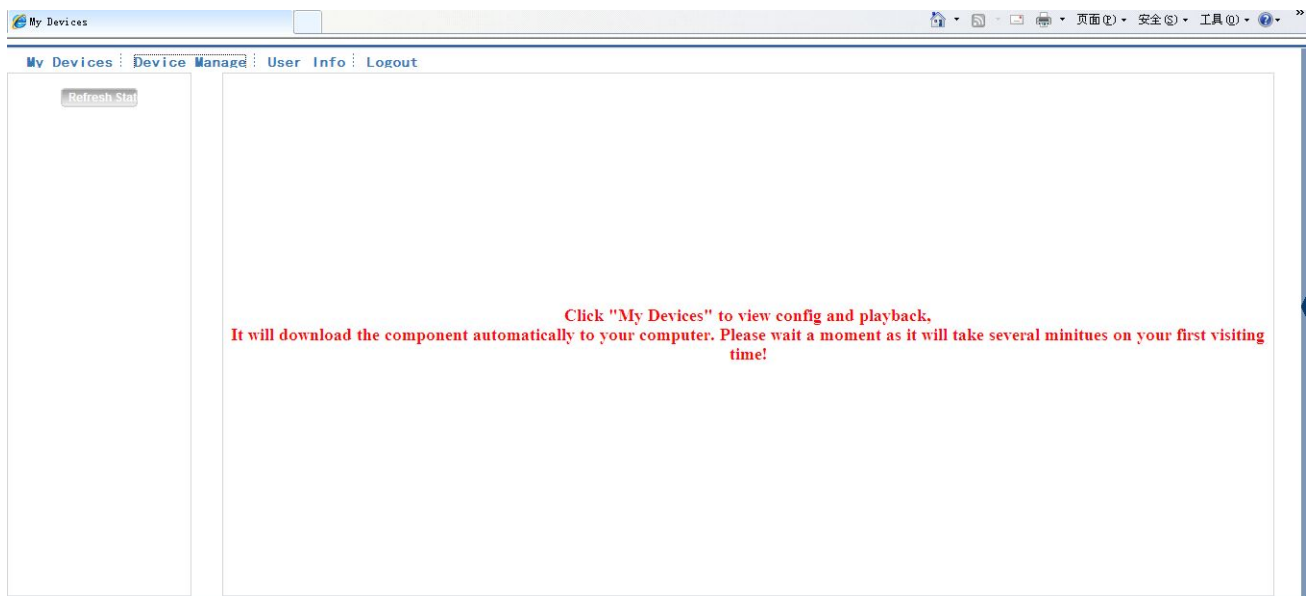 My Devices
页面(P) 安全(S) 工具(O) »
My Devices Device Manage User Info Logout
Refresh Stat
Click "My Devices" to view config and playback,
It will download the component automatically to your computer. Please wait a moment as it will take several minitues on your first visiting
time!